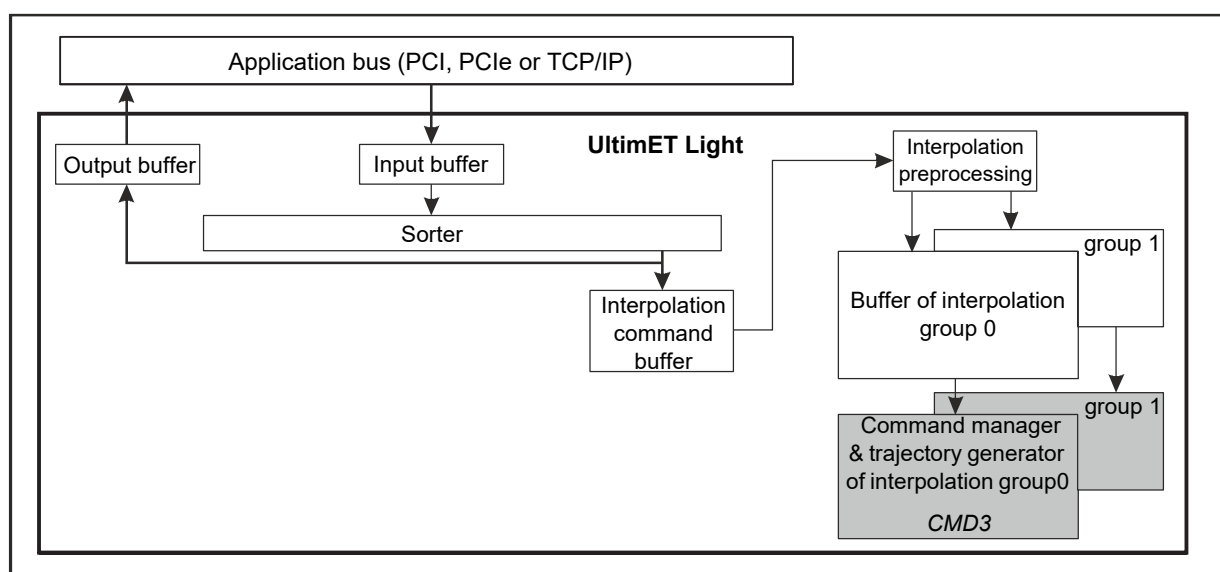 Application bus (PCI, PCIe or TCP/IP)
UltimET Light
Output buffer
Input buffer
Interpolation
preprocessing
Sorter
group 1
Buffer of interpolation
group 0
Interpolation
command
buffer
group 1
Command manager
& trajectory generator
of interpolation group0
CMD3